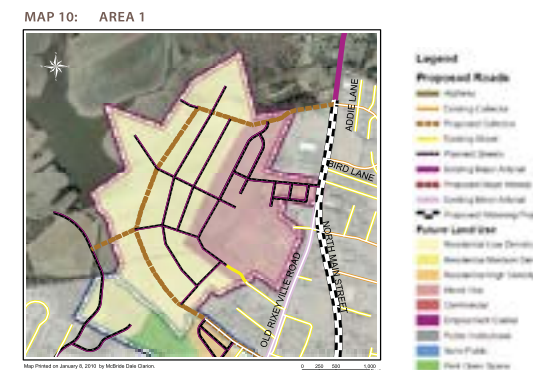 MAP 10: AREA 1
ADDIE LANE
BIRD LANE
NORTH MAIN STREET
OLD RIXEYVILLE ROAD
Map Printed on January 6, 2010 by McBride Dale Clarion.
0 250 500 1,000
Legend
Proposed Roads
Highway
Existing Collector
Proposed Collector
Existing Street
Planned Streets
Existing Major Arterial
Proposed Major Arterial
Existing Minor Arterial
Proposed Widening
Future Land Use
Residential Low
Residential Medium
Residential High
Mixed Use
Commercial
Employment Center
Public Institutional
Park Open Space